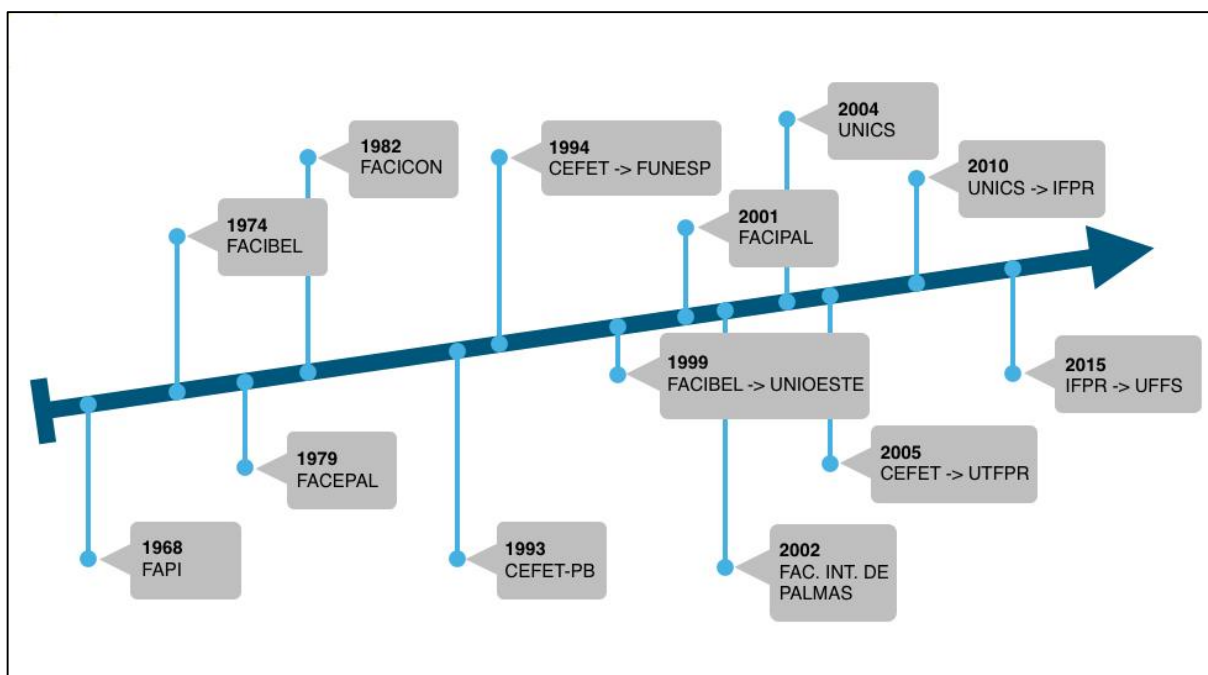 1968
FAPI
1974
FACIBEL
1979
FACEPAL
1982
FACICON
1993
CEFET-PB
1994
CEFET -> FUNESP
1999
FACIBEL -> UNIOESTE
2001
FACIPAL
2002
FAC. INT. DE
PALMAS
2004
UNICS
2005
CEFET -> UTFPR
2010
UNICS -> IFPR
2015
IFPR -> UFFS